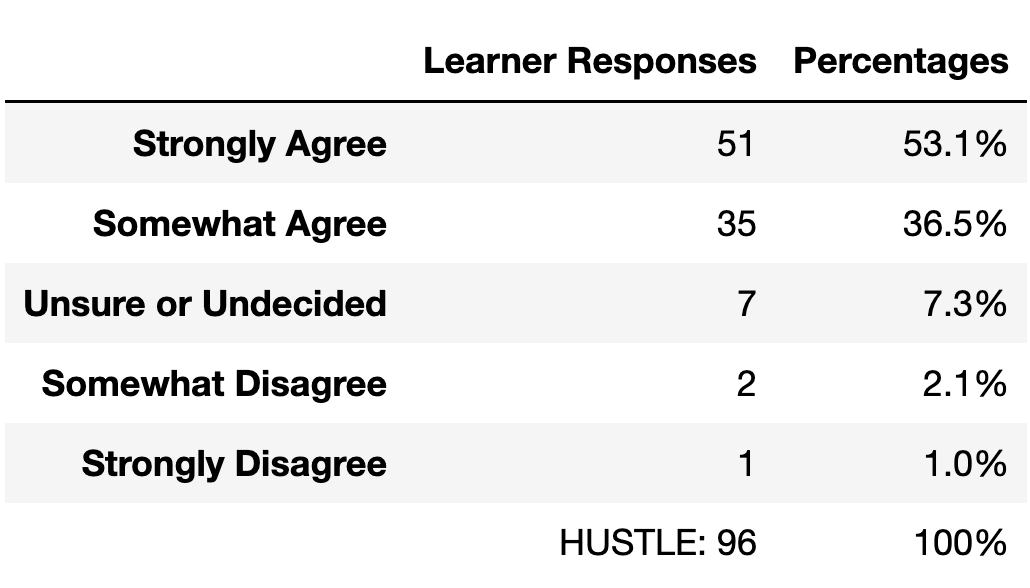 Learner Responses Percentages
Strongly Agree 51 53.1%
Somewhat Agree 35 36.5%
Unsure or Undecided 7 7.3%
Somewhat Disagree 2 2.1%
Strongly Disagree 1 1.0%
HUSTLE: 96 100%